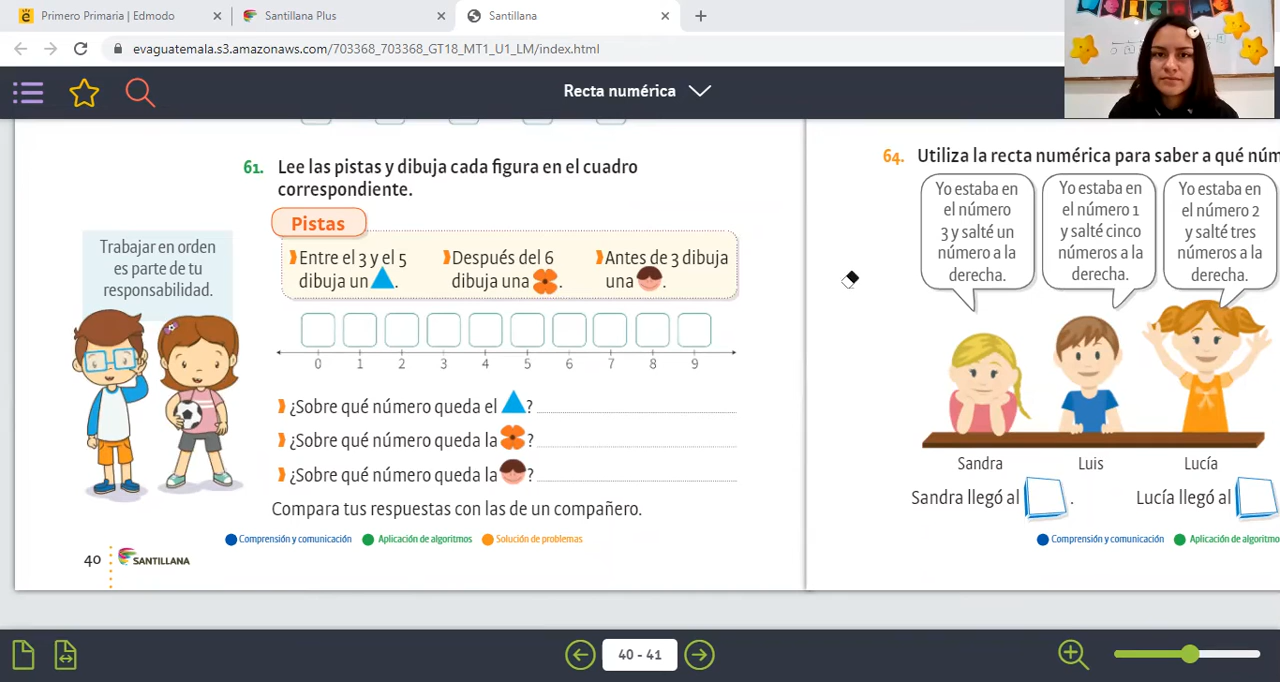 Primero Primaria | Edmodo
Santillana Plus
Santillana
evaguatemala.s3.amazonaws.com/703368_703368_GT18_MT1_U1_LM/index.html
Recta numérica
61. Lee las pistas y dibuja cada figura en el cuadro
correspondiente.
Pistas
Entre el 3 y el 5
dibuja un .
Después del 6
dibuja una .
Antes de 3 dibuja
una .
Trabajar en orden
es parte de tu
responsabilidad.
0 1 2 3 4 5 6 7 8 9
¿Sobre qué número queda el ?
¿Sobre qué número queda la ?
¿Sobre qué número queda la ?
Compara tus respuestas con las de un compañero.
Comprensión y comunicación Aplicación de algoritmos Solución de problemas
40 SANTILLANA
64. Utiliza la recta numérica para saber a qué núm
Yo estaba en
el número
3 y salté un
número a la
derecha.
Yo estaba en
el número 1
y salté cinco
números a la
derecha.
Yo estaba en
el número 2
y salté tres
números a la
derecha.
Sandra Luis Lucía
Sandra llegó al .
Lucía llegó al
Comprensión y comunicación Aplicación de algoritmo
40 - 41